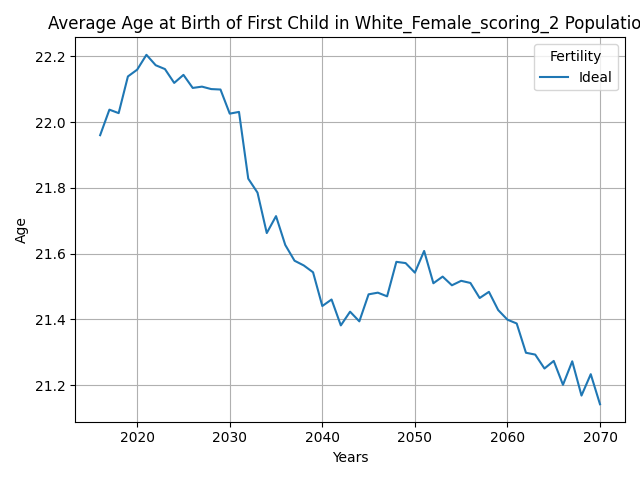 Average Age at Birth of First Child in White_Female_scoring_2 Populatio
Fertility
Ideal
22.2
22.0
21.8
21.6
21.4
21.2
Age
2020 2030 2040 2050 2060 2070
Years